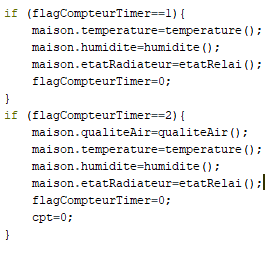 if (flagCompteurTimer==1){
    maison.temperature=temperature();
    maison.humidite=humidite();
    maison.etatRadiateur=etatRelai();
    flagCompteurTimer=0;
}
if (flagCompteurTimer==2){
    maison.qualiteAir=qualiteAir();
    maison.temperature=temperature();
    maison.humidite=humidite();
    maison.etatRadiateur=etatRelai();
    flagCompteurTimer=0;
    cpt=0;
}